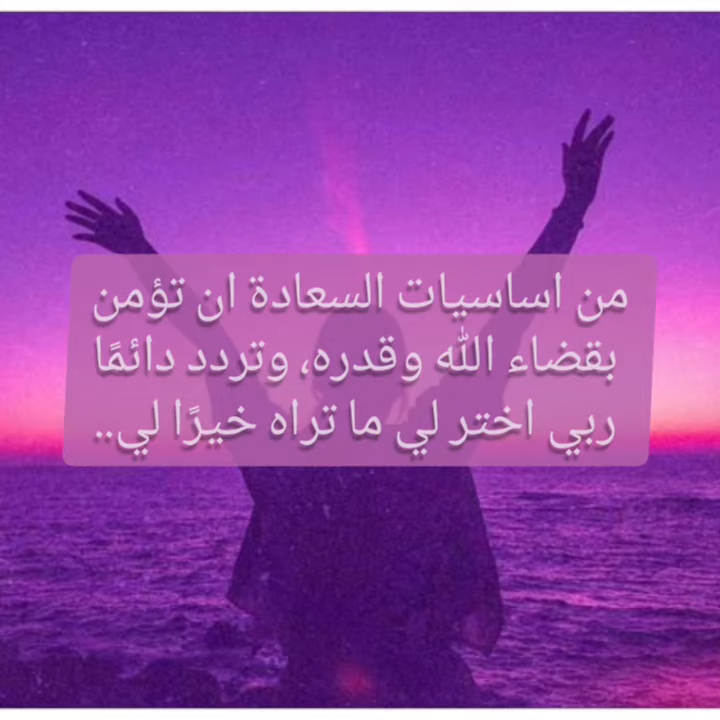 من اساسيات السعادة ان تؤمن
بقضاء الله وقدره، وتردد دائمًا
ربي اختر لي ما تراه خيرًا لي..